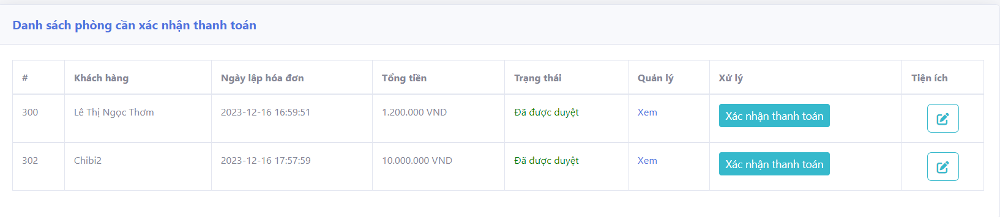 Danh sách phòng cần xác nhận thanh toán
# Khách hàng Ngày lập hóa đơn Tổng tiền Trạng thái Quản lý Xử lý Tiện ích
300 Lê Thị Ngọc Thơm 2023-12-16 16:59:51 1.200.000 VND Đã được duyệt Xem Xác nhận thanh toán
302 Chibi2 2023-12-16 17:57:59 10.000.000 VND Đã được duyệt Xem Xác nhận thanh toán